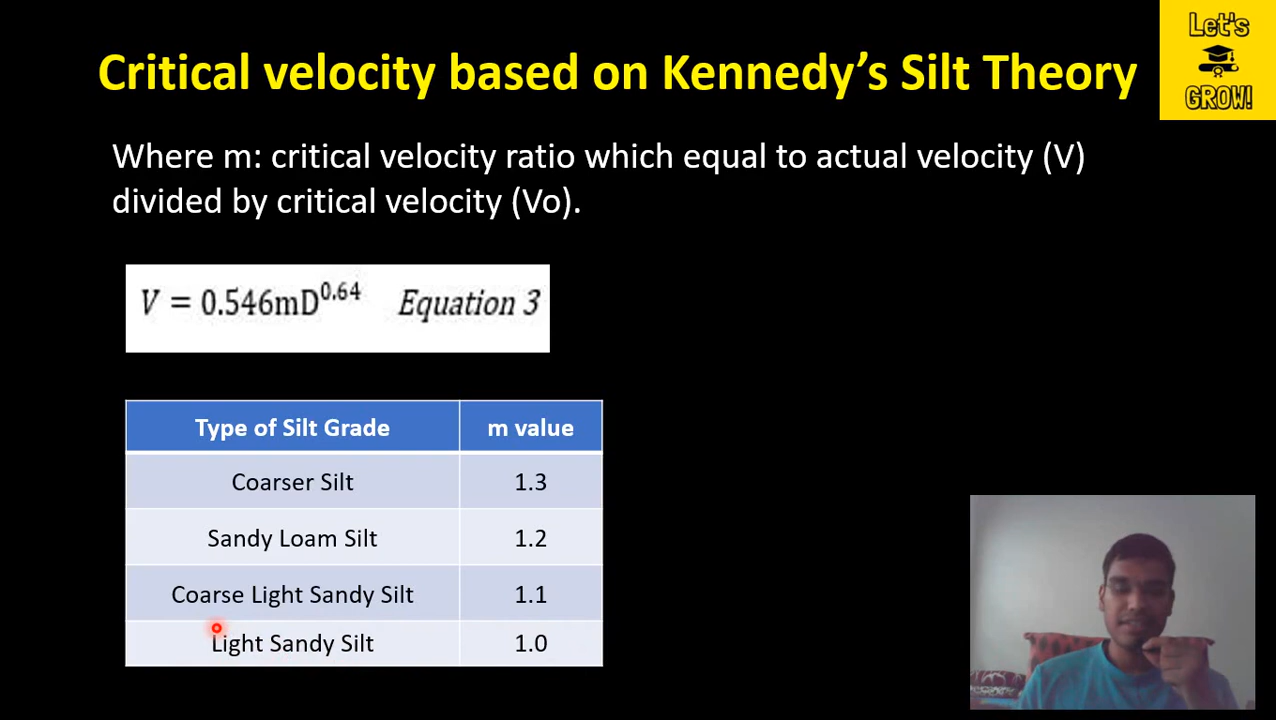 Let's
GROW!
Critical velocity based on Kennedy’s Silt Theory
Where m: critical velocity ratio which equal to actual velocity (V)
divided by critical velocity (Vo).
V = 0.546mD^0.64 Equation 3
Type of Silt Grade m value
Coarser Silt 1.3
Sandy Loam Silt 1.2
Coarse Light Sandy Silt 1.1
Light Sandy Silt 1.0